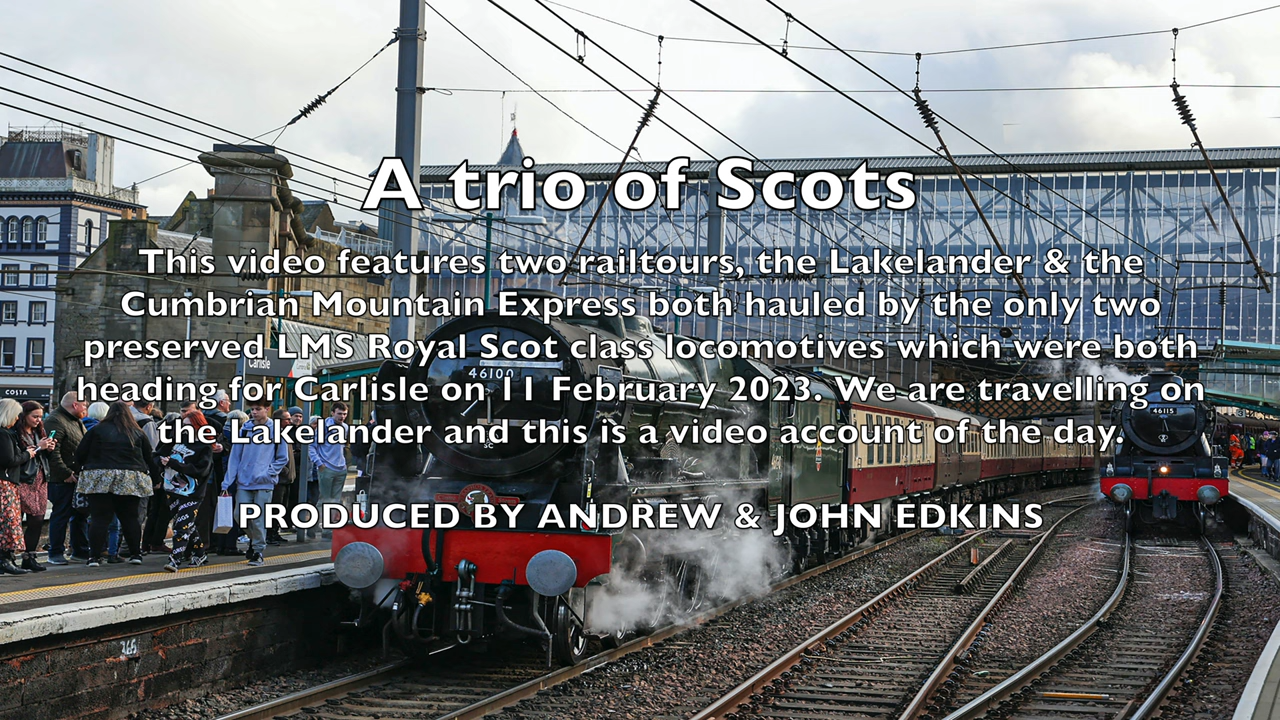 A trio of Scots
This video features two railtours, the Lakelander & the
Cumbrian Mountain Express both hauled by the only two
preserved LMS Royal Scot class locomotives which were both
heading for Carlisle on 11 February 2023. We are travelling on
the Lakelander and this is a video account of the day.
PRODUCED BY ANDREW & JOHN EDKINS
Carlisle
46100
46115
COSTA